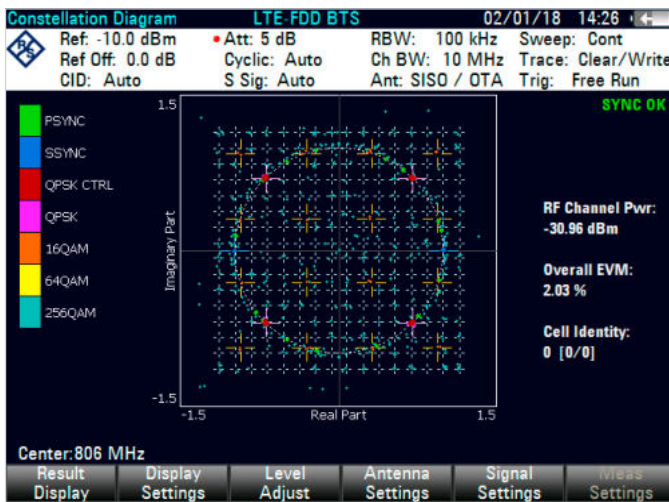 Constellation Diagram LTE-FDD BTS 02/01/18 14:26
R&S
Ref: -10.0 dBm Att: 5 dB RBW: 100 kHz Sweep: Cont
Ref Off: 0.0 dB Cyclic: Auto Ch BW: 10 MHz Trace: Clear/Write
CID: Auto S Sig: Auto Ant: SISO / OTA Trig: Free Run
SYNC OK
PSYNC
SSYNC
QPSK CTRL
QPSK
16QAM
64QAM
256QAM
1.5
Imaginary Part
-1.5
-1.5 Real Part 1.5
RF Channel Pwr:
-30.96 dBm
Overall EVM:
2.03 %
Cell Identity:
0 [0/0]
Center:806 MHz
Result Display
Display Settings
Level Adjust
Antenna Settings
Signal Settings
Meas Settings